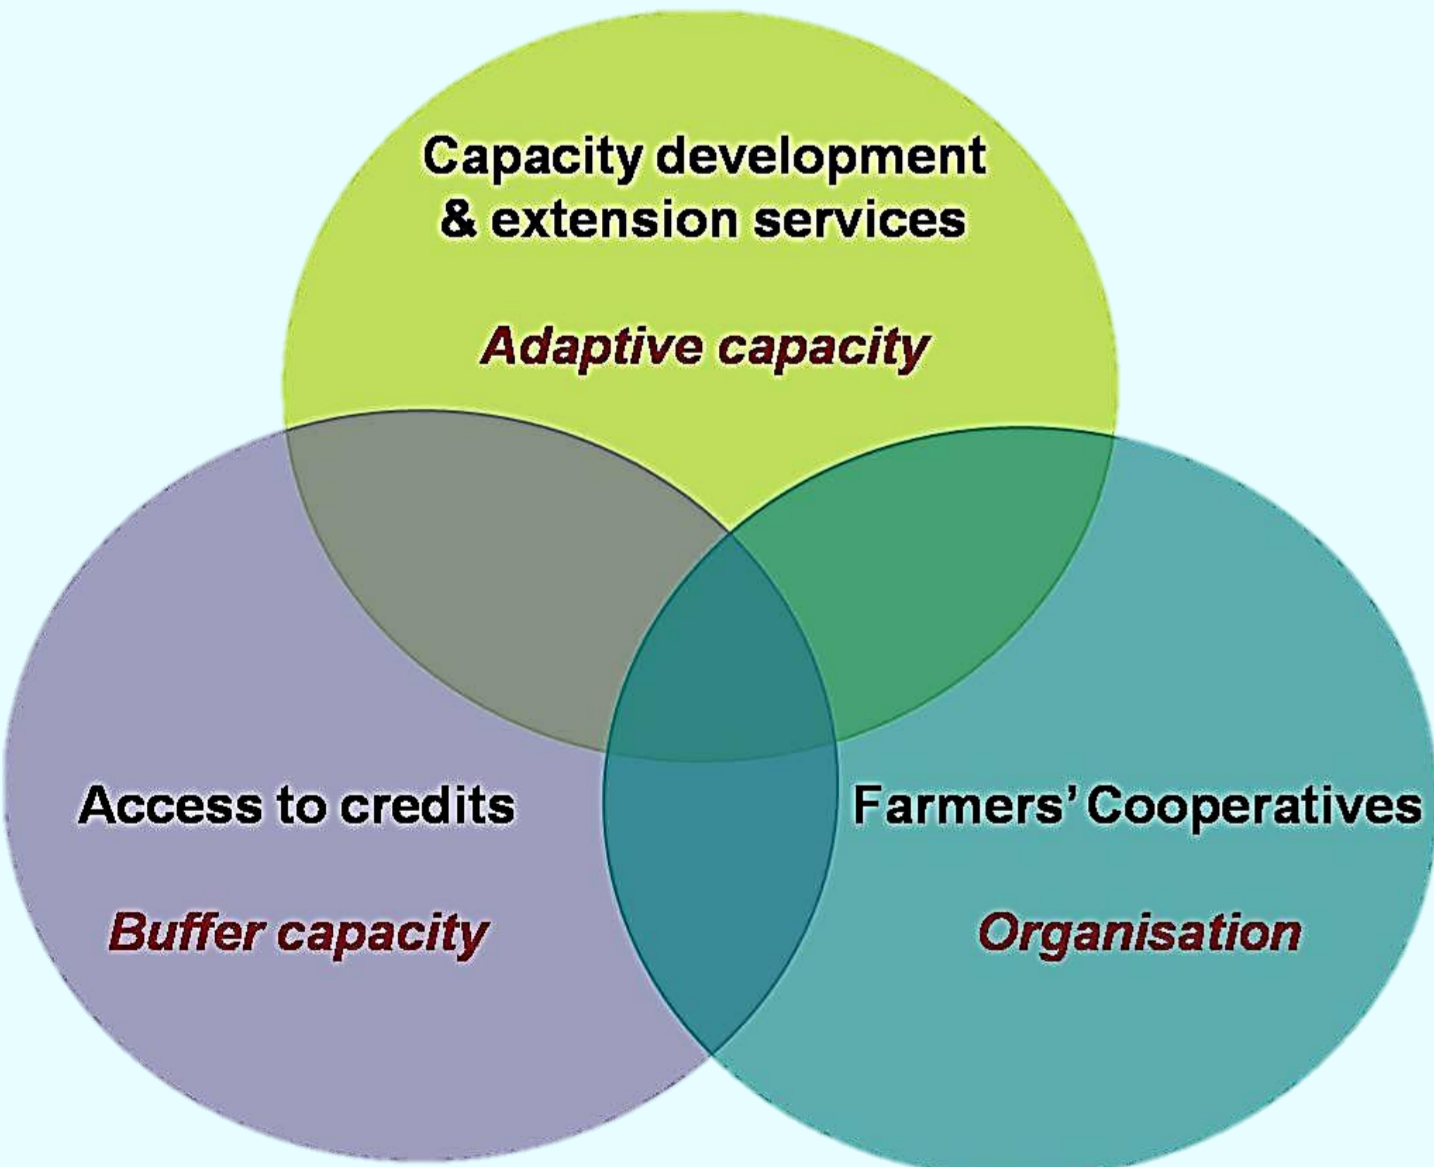 Capacity development
& extension services
Adaptive capacity
Access to credits
Buffer capacity
Farmers’ Cooperatives
Organisation